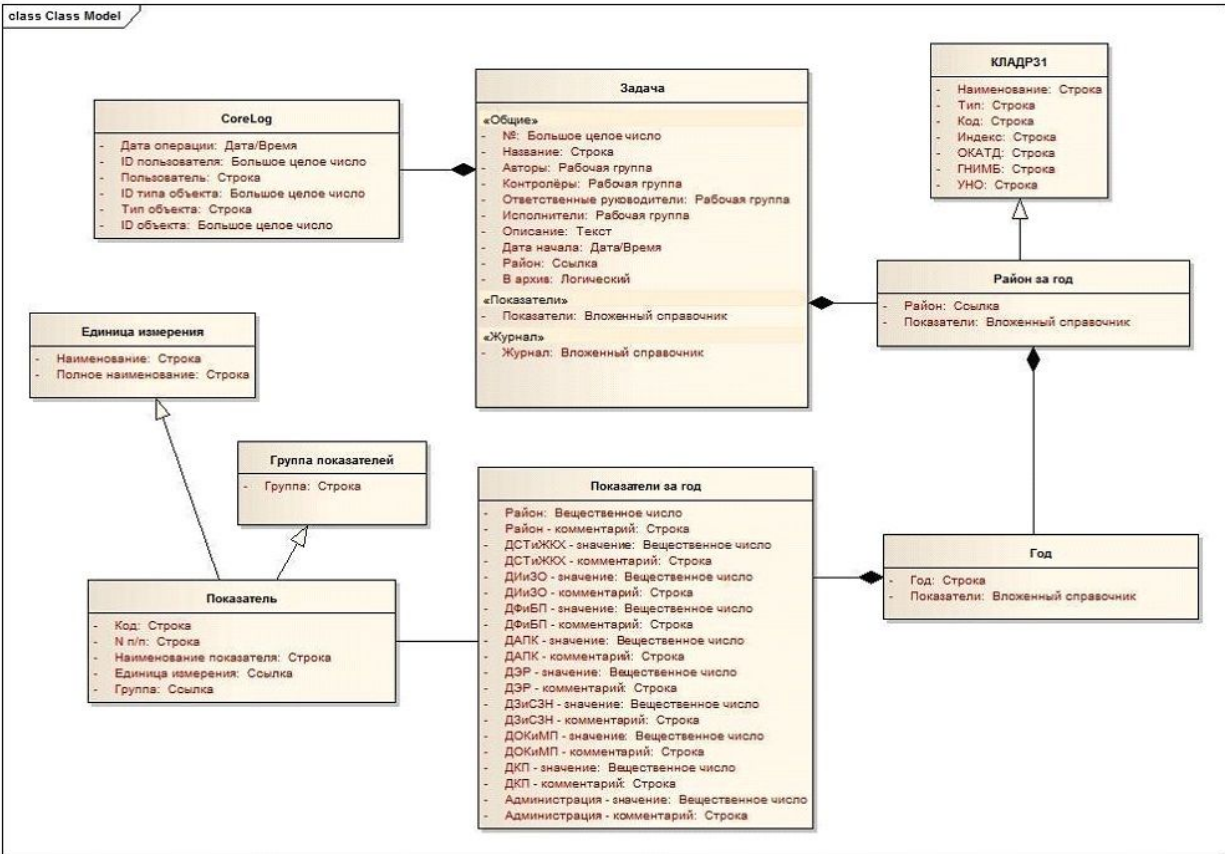 class Class Model
CoreLog
- Дата операции: Дата/Время
- ID пользователя: Большое целое число
- Пользователь: Строка
- ID типа объекта: Большое целое число
- Тип объекта: Строка
- ID объекта: Большое целое число
Задача
«Общие»
- №: Большое целое число
- Название: Строка
- Авторы: Рабочая группа
- Контролёры: Рабочая группа
- Ответственные руководители: Рабочая группа
- Исполнители: Рабочая группа
- Описание: Текст
- Дата начала: Дата/Время
- Район: Ссылка
- В архив: Логический
«Показатели»
- Показатели: Вложенный справочник
«Журнал»
- Журнал: Вложенный справочник
КЛАДР31
- Наименование: Строка
- Тип: Строка
- Код: Строка
- Индекс: Строка
- ОКАТД: Строка
- ГНИМБ: Строка
- УНО: Строка
Район за год
- Район: Ссылка
- Показатели: Вложенный справочник
Единица измерения
- Наименование: Строка
- Полное наименование: Строка
Группа показателей
- Группа: Строка
Показатель
- Код: Строка
- N п/п: Строка
- Наименование показателя: Строка
- Единица измерения: Ссылка
- Группа: Ссылка
Показатели за год
- Район: Вещественное число
- Район - комментарий: Строка
- ДСТиЖКХ - значение: Вещественное число
- ДСТиЖКХ - комментарий: Строка
- ДИиЗО - значение: Вещественное число
- ДИиЗО - комментарий: Строка
- ДФиБП - значение: Вещественное число
- ДФиБП - комментарий: Строка
- ДАПК - значение: Вещественное число
- ДАПК - комментарий: Строка
- ДЭР - значение: Вещественное число
- ДЭР - комментарий: Строка
- ДЗиСЗН - значение: Вещественное число
- ДЗиСЗН - комментарий: Строка
- ДОКиМП - значение: Вещественное число
- ДОКиМП - комментарий: Строка
- ДКП - значение: Вещественное число
- ДКП - комментарий: Строка
- Администрация - значение: Вещественное число
- Администрация - комментарий: Строка
Год
- Год: Строка
- Показатели: Вложенный справочник